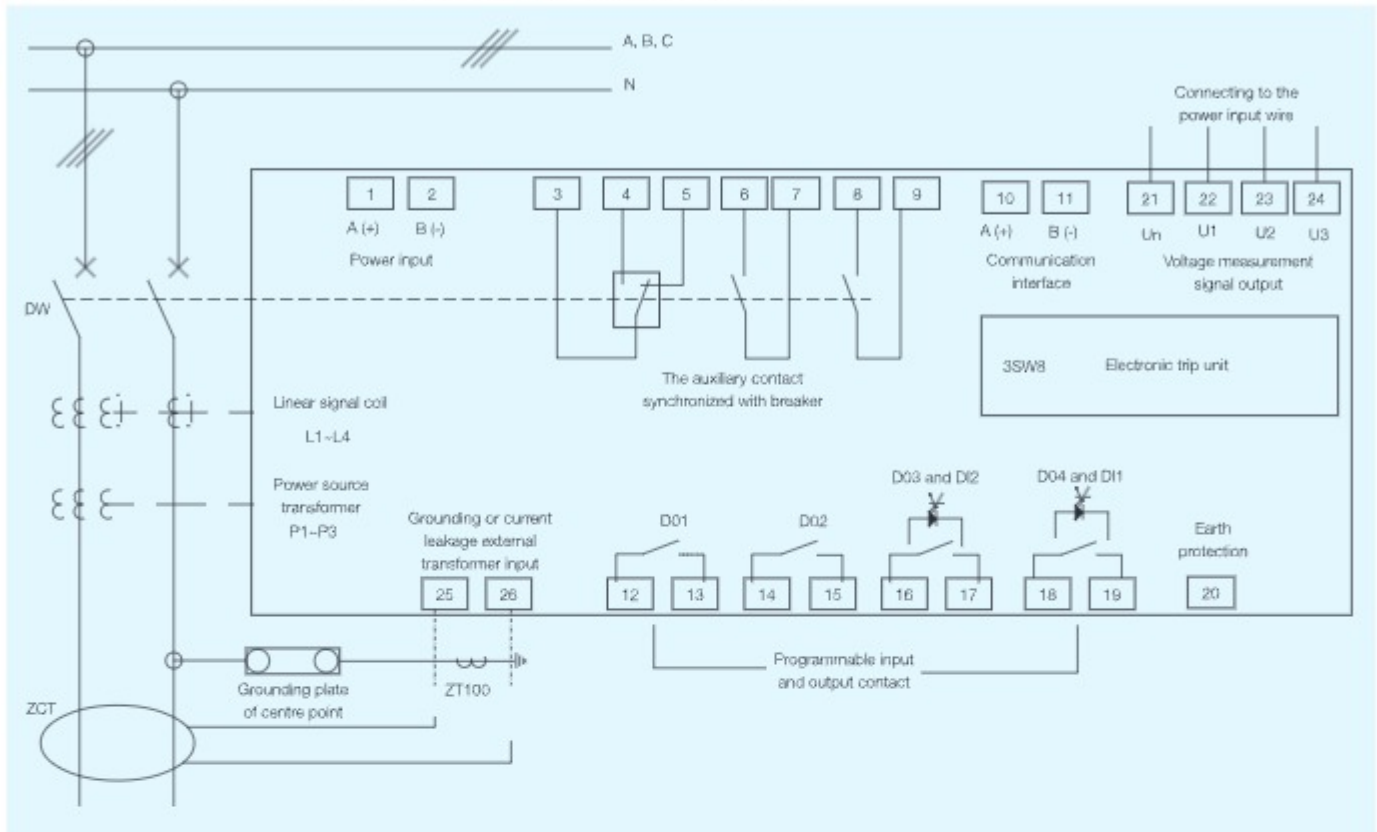 A, B, C
N
Connecting to the
power input wire
1 2 3 4 5 6 7 8 9 10 11 21 22 23 24
A (+) B (-)
Power input
A (+) B (-)
Communication
interface
Un U1 U2 U3
Voltage measurement
signal output
DW
The auxiliary contact
synchronized with breaker
3SW8 Electronic trip unit
Linear signal coil
L1~L4
Power source
transformer
P1~P3
Grounding or current
leakage external
transformer input
D01
D02
D03 and DI2
D04 and DI1
Earth
protection
25 26 12 13 14 15 16 17 18 19 20
Grounding plate
of centre point
ZT100
Programmable input
and output contact
ZCT